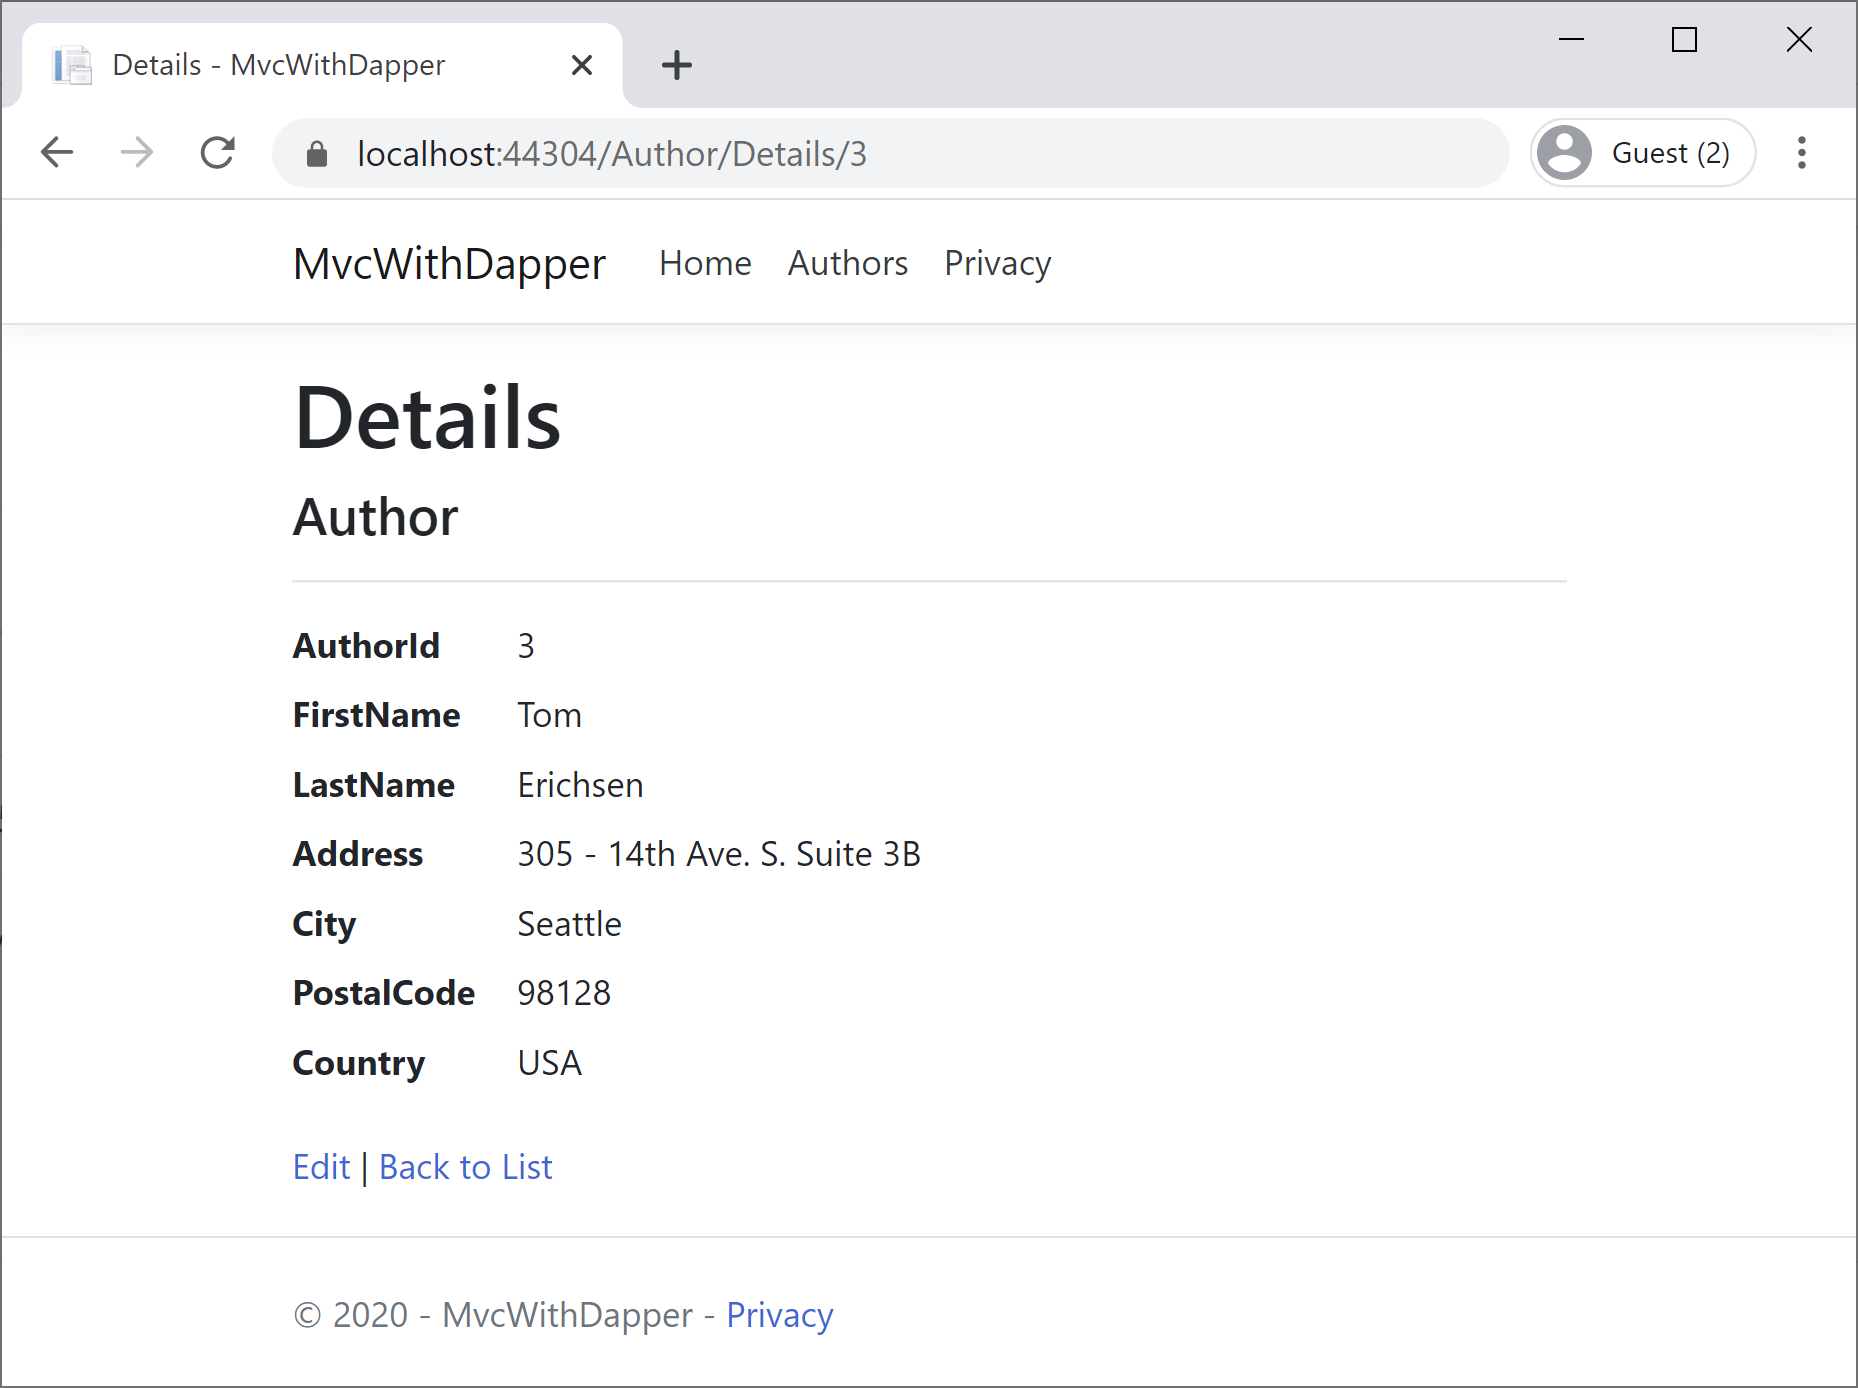 Details - MvcWithDapper
localhost:44304/Author/Details/3
Guest (2)
MvcWithDapper Home Authors Privacy
Details
Author
AuthorId 3
FirstName Tom
LastName Erichsen
Address 305 - 14th Ave. S. Suite 3B
City Seattle
PostalCode 98128
Country USA
Edit | Back to List
© 2020 - MvcWithDapper - Privacy